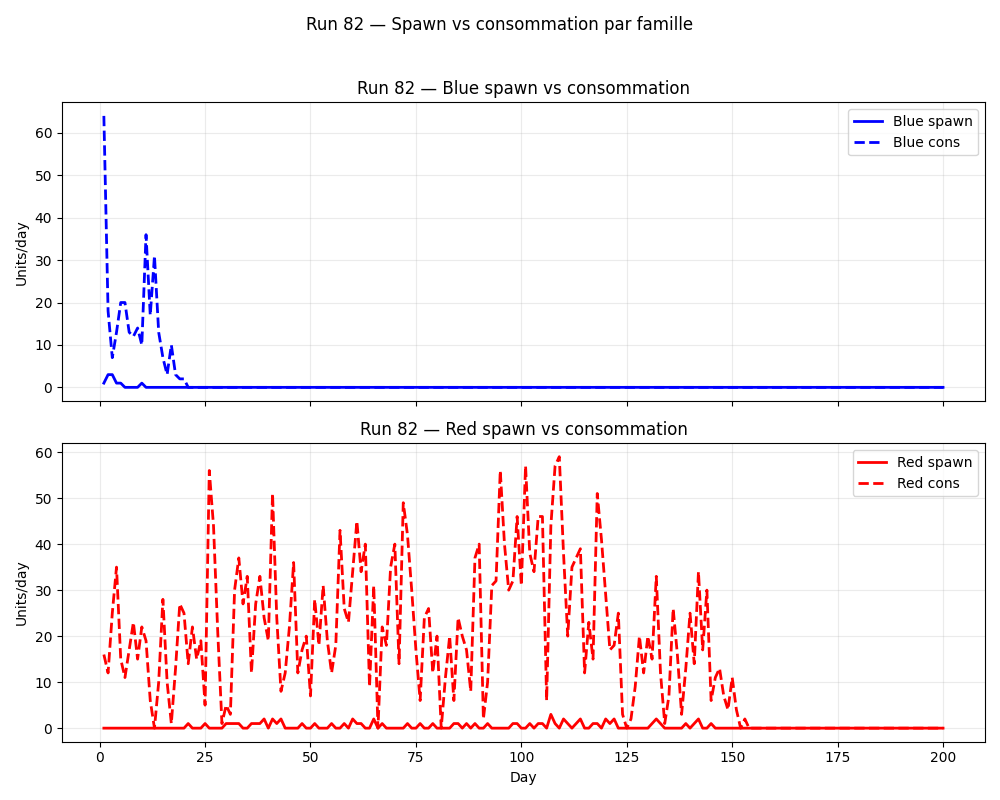 Run 82 — Spawn vs consommation par famille
Run 82 — Blue spawn vs consommation
Blue spawn
Blue cons
Units/day
60
50
40
30
20
10
0
Run 82 — Red spawn vs consommation
Red spawn
Red cons
Units/day
60
50
40
30
20
10
0
0 25 50 75 100 125 150 175 200
Day